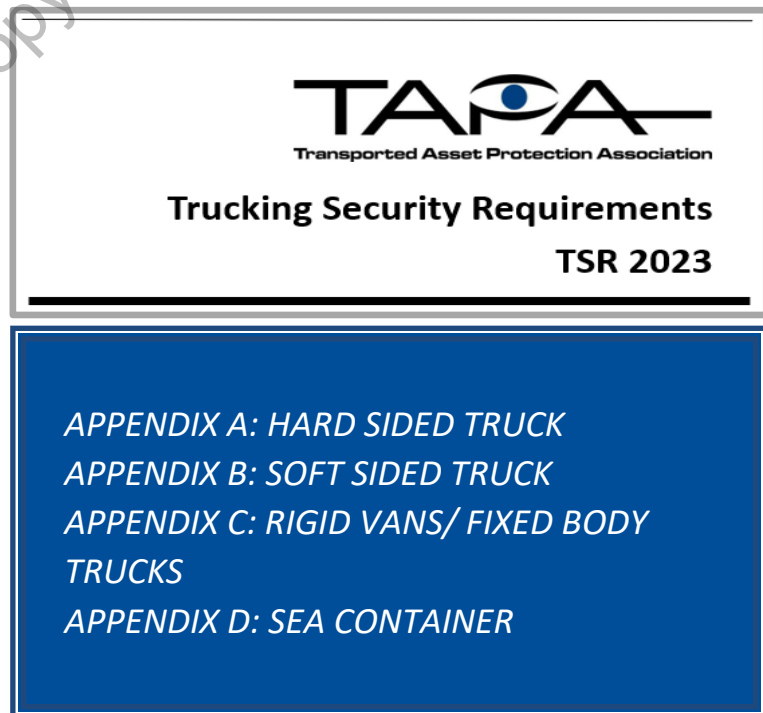 TAPA
Transported Asset Protection Association
Trucking Security Requirements
TSR 2023
APPENDIX A: HARD SIDED TRUCK
APPENDIX B: SOFT SIDED TRUCK
APPENDIX C: RIGID VANS/ FIXED BODY
TRUCKS
APPENDIX D: SEA CONTAINER